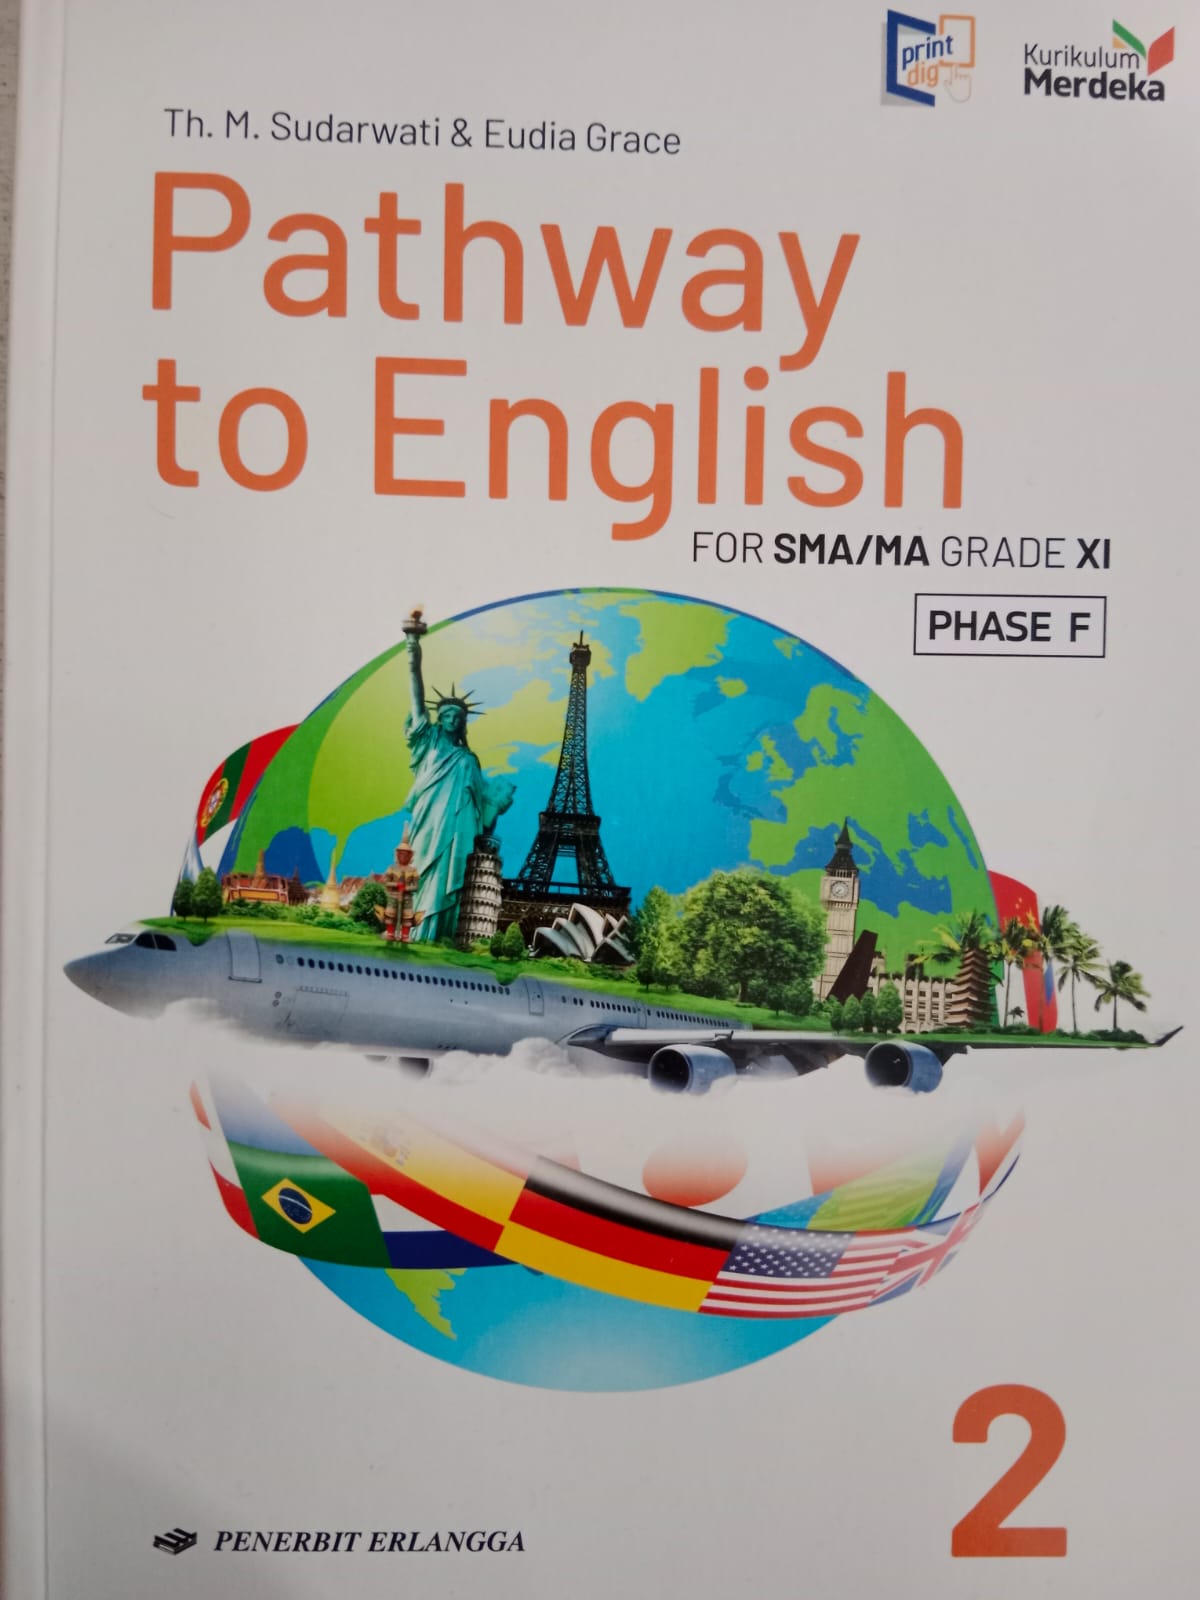 print
dig
Kurikulum
Merdeka
Th. M. Sudarwati & Eudia Grace
Pathway
to English
FOR SMA/MA GRADE XI
PHASE F
2
PENERBIT ERLANGGA